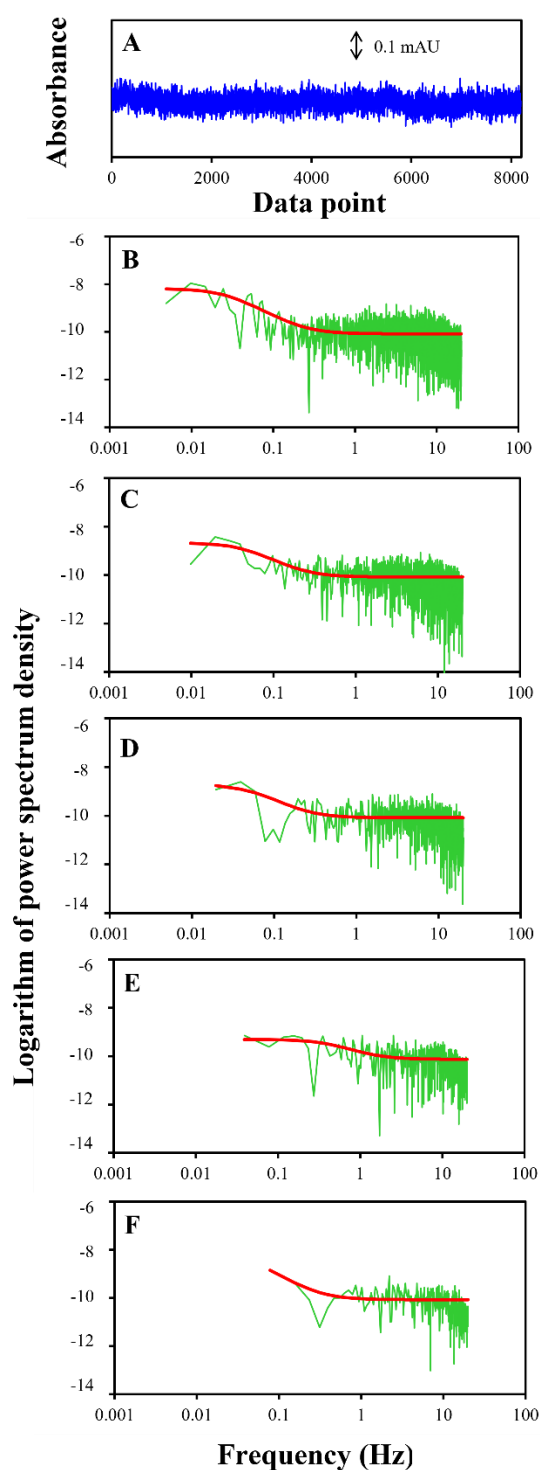 A
0.1 mAU
Absorbance
0 2000 4000 6000 8000
Data point
B
-6
-8
-10
-12
-14
0.001 0.01 0.1 1 10 100
C
-6
-8
-10
-12
-14
0.001 0.01 0.1 1 10 100
Logarithm of power spectrum density
D
-6
-8
-10
-12
-14
0.001 0.01 0.1 1 10 100
E
-6
-8
-10
-12
-14
0.001 0.01 0.1 1 10 100
F
-6
-8
-10
-12
-14
0.001 0.01 0.1 1 10 100
Frequency (Hz)